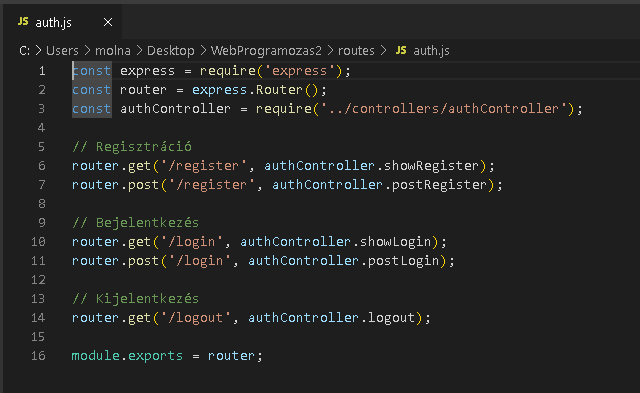 JS auth.js ×
C: > Users > molna > Desktop > WebProgramozas2 > routes > JS auth.js
1 const express = require('express');
2 const router = express.Router();
3 const authController = require('../controllers/authController');
4
5 // Regisztráció
6 router.get('/register', authController.showRegister);
7 router.post('/register', authController.postRegister);
8
9 // Bejelentkezés
10 router.get('/login', authController.showLogin);
11 router.post('/login', authController.postLogin);
12
13 // Kijelentkezés
14 router.get('/logout', authController.logout);
15
16 module.exports = router;